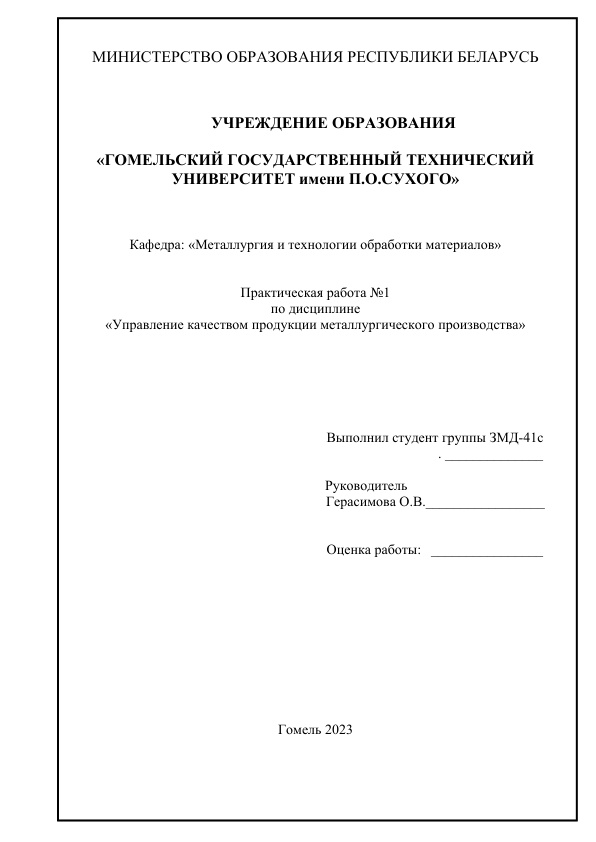 МИНИСТЕРСТВО ОБРАЗОВАНИЯ РЕСПУБЛИКИ БЕЛАРУСЬ
УЧРЕЖДЕНИЕ ОБРАЗОВАНИЯ
«ГОМЕЛЬСКИЙ ГОСУДАРСТВЕННЫЙ ТЕХНИЧЕСКИЙ
УНИВЕРСИТЕТ имени П.О.СУХОГО»
Кафедра: «Металлургия и технологии обработки материалов»
Практическая работа №1
по дисциплине
«Управление качеством продукции металлургического производства»
Выполнил студент группы ЗМД-41с
. ______________
Руководитель
Герасимова О.В._________________
Оценка работы: ________________
Гомель 2023